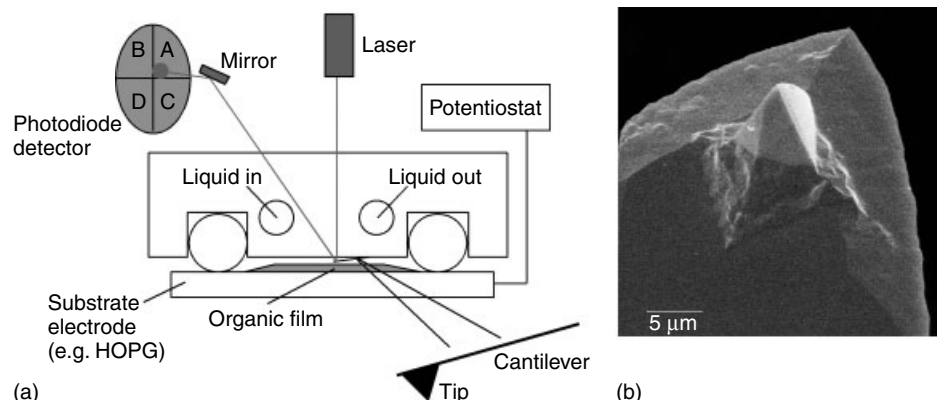 B A
D C
Mirror
Laser
Potentiostat
Photodiode
detector
Liquid in
Liquid out
Substrate
electrode
(e.g. HOPG)
Organic film
Cantilever
Tip
(a)
5 μm
(b)